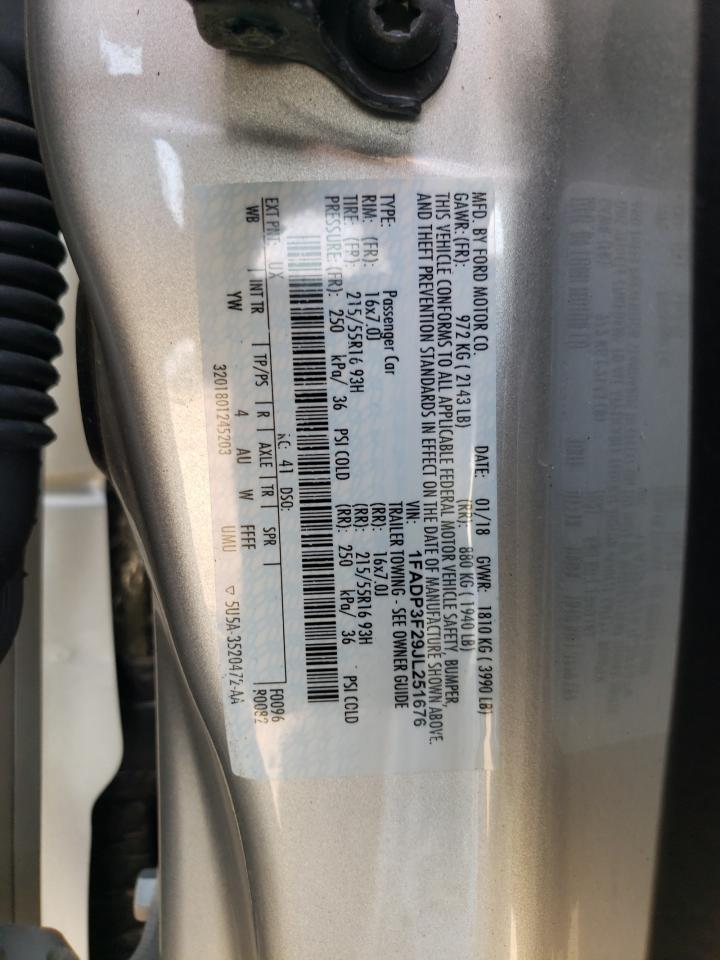 MFD. BY FORD MOTOR CO. DATE: 01/18 GVWR: 1810 KG ( 3990 LB)
GAWR: (FR): 972 KG ( 2143 LB) (RR): 880 KG ( 1940 LB)
THIS VEHICLE CONFORMS TO ALL APPLICABLE FEDERAL MOTOR VEHICLE SAFETY, BUMPER,
AND THEFT PREVENTION STANDARDS IN EFFECT ON THE DATE OF MANUFACTURE SHOWN ABOVE.
VIN: 1FADP3F29JL251676
TYPE: Passenger Car TRAILER TOWING - SEE OWNER GUIDE
RIM: (FR): 16x7.0J (RR): 16x7.0J
TIRE: (FR): 215/55R16 93H (RR): 215/55R16 93H
PRESSURE: (FR): 250 kPa/ 36 PSI COLD (RR): 250 kPa/ 36 PSI COLD
F0096
RC: 41 DSO: R0082
EXT PNT: UX
WB | INT TR | TP/PS | R | AXLE | TR | SPR |
YW 4 AU W FFFF
3201801245203 UMU ▽ 5U5A-3520472-AA